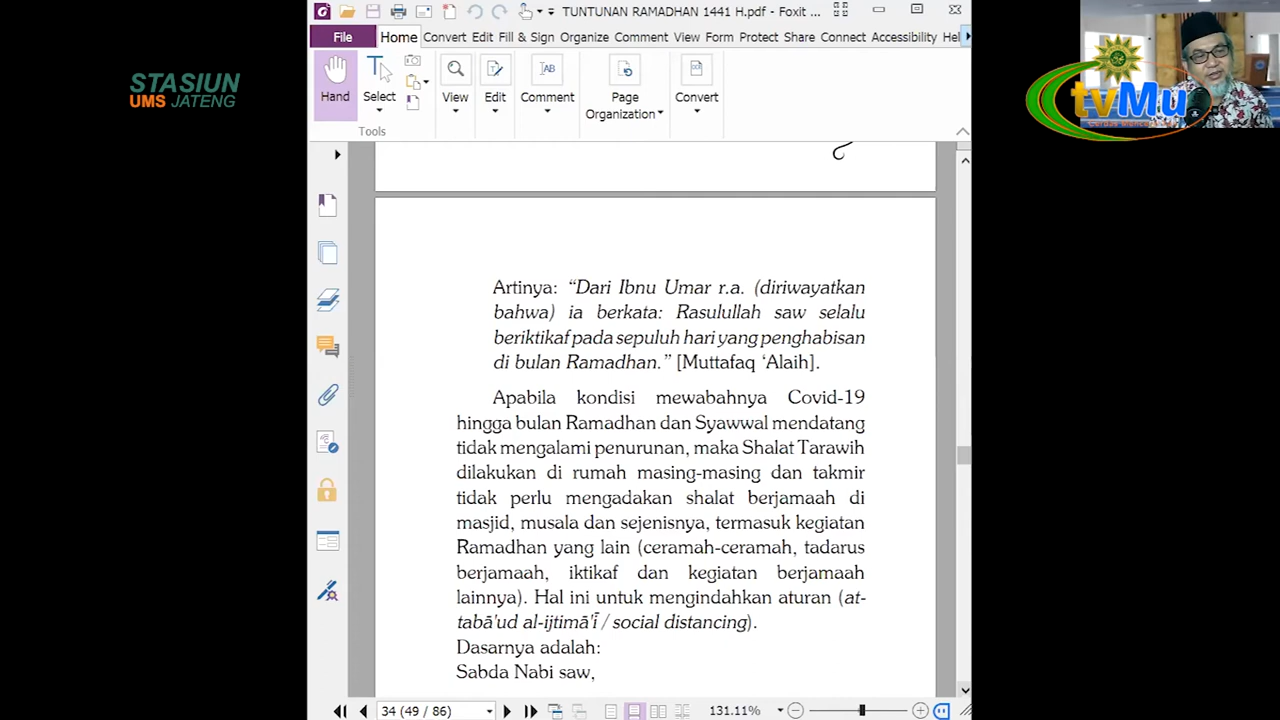 TUNTUNAN RAMADHAN 1441 H.pdf - Foxit ...
File Home Convert Edit Fill & Sign Organize Comment View Form Protect Share Connect Accessibility Hel
STASIUN
UMS JATENG
tvMu
Hand Select View Edit Comment Page Organization Convert
Tools
Artinya: “Dari Ibnu Umar r.a. (diriwayatkan
bahwa) ia berkata: Rasulullah saw selalu
beriktikaf pada sepuluh hari yang penghabisan
di bulan Ramadhan.” [Muttafaq ‘Alaih].
Apabila kondisi mewabahnya Covid-19
hingga bulan Ramadhan dan Syawwal mendatang
tidak mengalami penurunan, maka Shalat Tarawih
dilakukan di rumah masing-masing dan takmir
tidak perlu mengadakan shalat berjamaah di
masjid, musala dan sejenisnya, termasuk kegiatan
Ramadhan yang lain (ceramah-ceramah, tadarus
berjamaah, iktikaf dan kegiatan berjamaah
lainnya). Hal ini untuk mengindahkan aturan (at-
tabā'ud al-ijtimā'ī / social distancing).
Dasarnya adalah:
Sabda Nabi saw,
34 (49 / 86) 131.11%